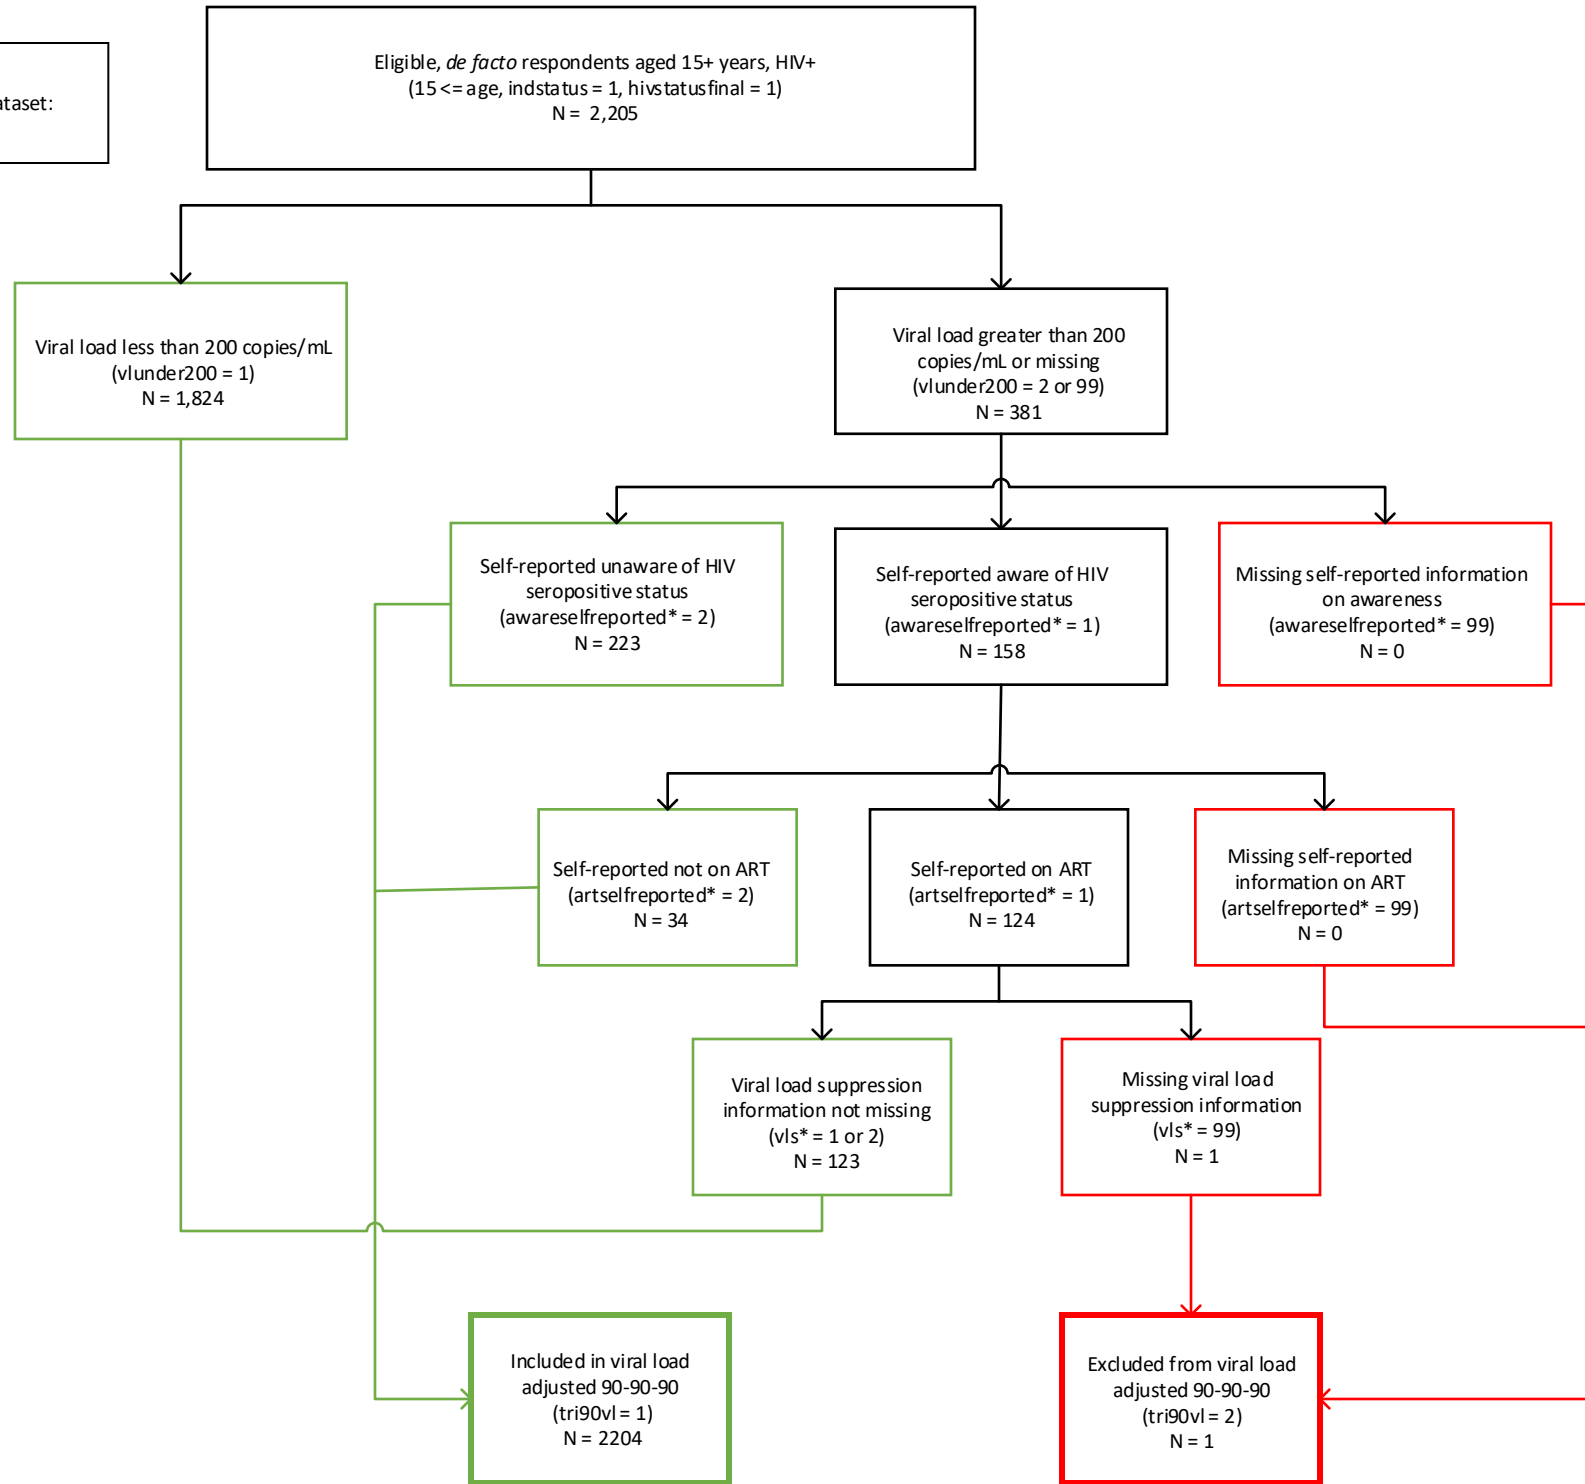 Eligible, de facto respondents aged 15+ years, HIV+
(15 <= age, indstatus = 1, hivstatusfinal = 1)
N = 2,205
ataset:
Viral load less than 200 copies/mL
(vlunder200 = 1)
N = 1,824
Viral load greater than 200
copies/mL or missing
(vlunder200 = 2 or 99)
N = 381
Self-reported unaware of HIV
seropositive status
(awareselfreported* = 2)
N = 223
Self-reported aware of HIV
seropositive status
(awareselfreported* = 1)
N = 158
Missing self-reported information
on awareness
(awareselfreported* = 99)
N = 0
Self-reported not on ART
(artselfreported* = 2)
N = 34
Self-reported on ART
(artselfreported* = 1)
N = 124
Missing self-reported
information on ART
(artselfreported* = 99)
N = 0
Viral load suppression
information not missing
(vls* = 1 or 2)
N = 123
Missing viral load
suppression information
(vls* = 99)
N = 1
Included in viral load
adjusted 90-90-90
(tri90vl = 1)
N = 2204
Excluded from viral load
adjusted 90-90-90
(tri90vl = 2)
N = 1